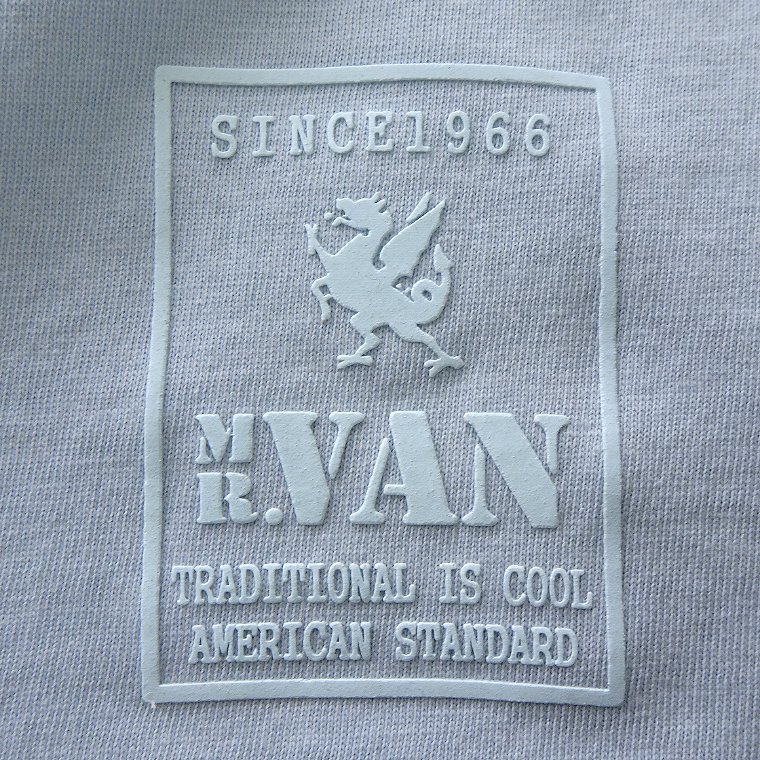 SINCE1966
MR.VAN
TRADITIONAL IS COOL
AMERICAN STANDARD